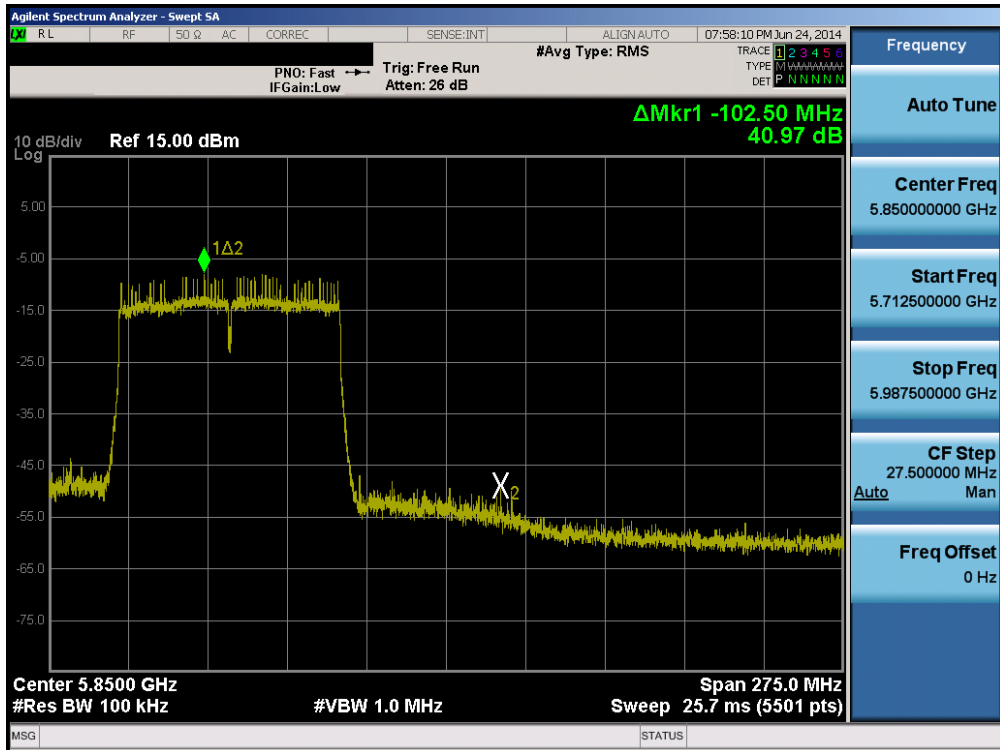 Agilent Spectrum Analyzer - Swept SA
LXI RL RF 50 Ω AC CORREC SENSE:INT ALIGN AUTO 07:58:10 PM Jun 24, 2014
#Avg Type: RMS TRACE 1 2 3 4 5 6
PNO: Fast Trig: Free Run TYPE M
IFGain:Low Atten: 26 dB DET P N N N N N
ΔMkr1 -102.50 MHz
40.97 dB
10 dB/div Ref 15.00 dBm
Log
5.00
-5.00
1Δ2
-15.0
-25.0
-35.0
-45.0
X2
-55.0
-65.0
-75.0
Center 5.8500 GHz Span 275.0 MHz
#Res BW 100 kHz #VBW 1.0 MHz Sweep 25.7 ms (5501 pts)
MSG STATUS
Frequency
Auto Tune
Center Freq
5.850000000 GHz
Start Freq
5.712500000 GHz
Stop Freq
5.987500000 GHz
CF Step
27.500000 MHz
Auto Man
Freq Offset
0 Hz